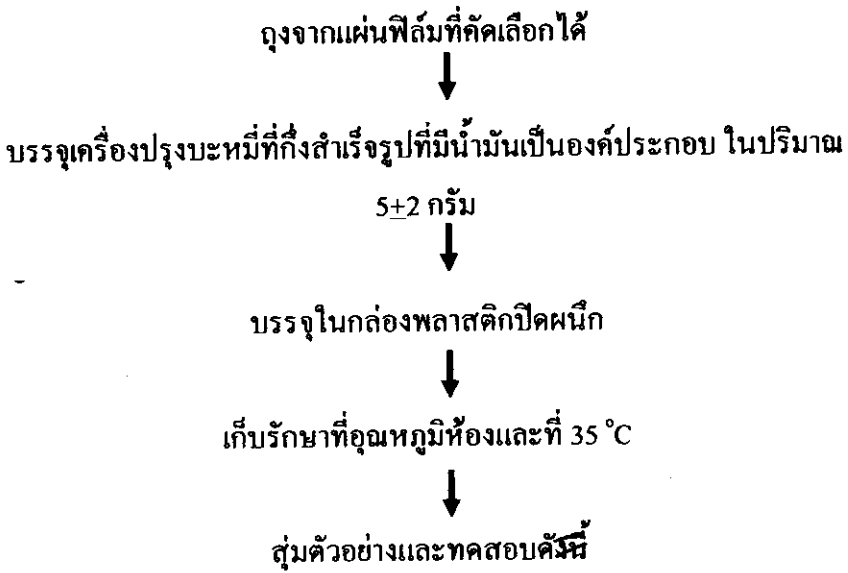 ถุงจากแผ่นฟิล์มที่คัดเลือกได้
บรรจุเครื่องปรุงบะหมี่ที่กึ่งสำเร็จรูปที่มีน้ำมันเป็นองค์ประกอบ ในปริมาณ
5±2 กรัม
บรรจุในกล่องพลาสติกปิดผนึก
เก็บรักษาที่อุณหภูมิห้องและที่ 35 °C
สุ่มตัวอย่างและทดสอบดังนี้